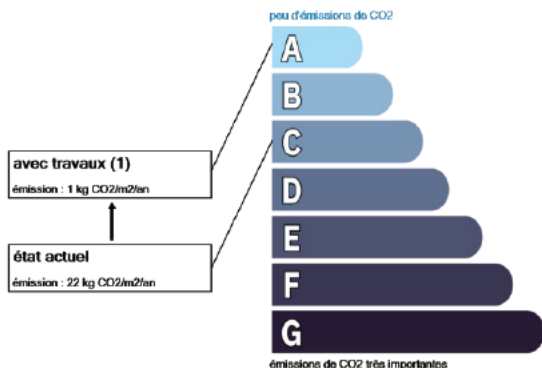 peu d'émissions de CO2
A
B
C
avec travaux (1)
émission : 1 kg CO2/m2/an
D
état actuel
émission : 22 kg CO2/m2/an
E
F
G
émissions de CO2 très importantes